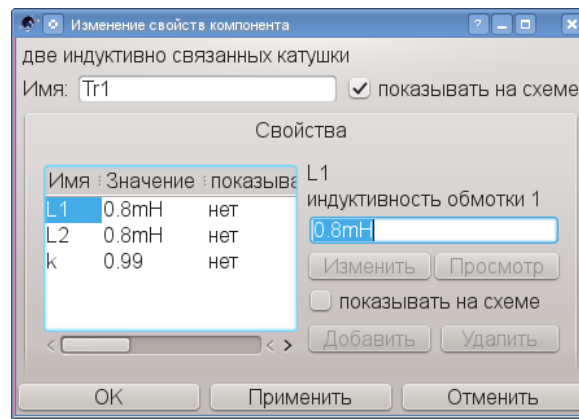 Изменение свойств компонента
две индуктивно связанных катушки
Имя: Tr1 показывать на схеме
Свойства
Имя Значение показыва
L1 0.8mH нет
L2 0.8mH нет
k 0.99 нет
L1
индуктивность обмотки 1
0.8mH
Изменить Просмотр
показывать на схеме
Добавить Удалить
OK Применить Отменить